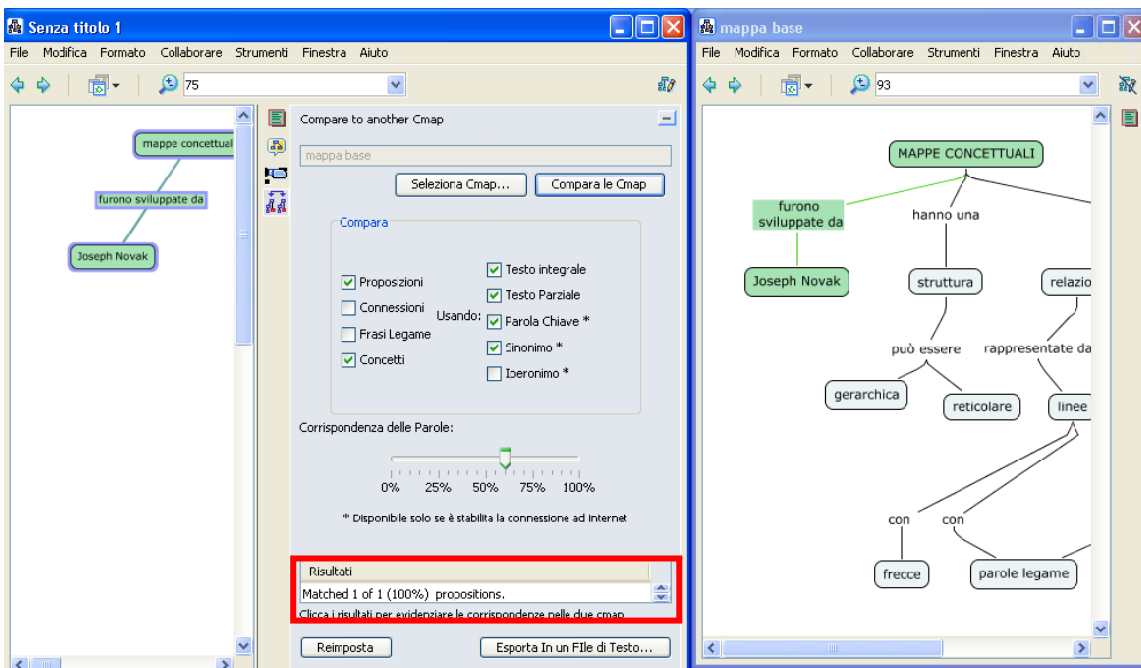 Senza titolo 1
File Modifica Formato Collaborare Strumenti Finestra Aiuto
75
mappe concettual
furono sviluppate da
Joseph Novak
Compare to another Cmap
mappa base
Seleziona Cmap... Compara le Cmap
Compara
Proposzioni
Connessioni
Frasi Legame
Concetti
Usando:
Testo integrale
Testo Parziale
Parola Chiave *
Sinonimo *
Iperonimo *
Corrispondenza delle Parole:
0% 25% 50% 75% 100%
* Disponibile solo se è stabilita la connessione ad Internet
Risultati
Matched 1 of 1 (100%) propositions.
Clicca i risultati per evidenziare le corrispondenze nelle due cmap
Reimposta Esporta In un File di Testo...
mappa base
File Modifica Formato Collaborare Strumenti Finestra Aiuto
93
MAPPE CONCETTUALI
furono
sviluppate da
hanno una
Joseph Novak
struttura
relazio
può essere
rappresentate da
gerarchica
reticolare
linee
con
con
frecce
parole legame